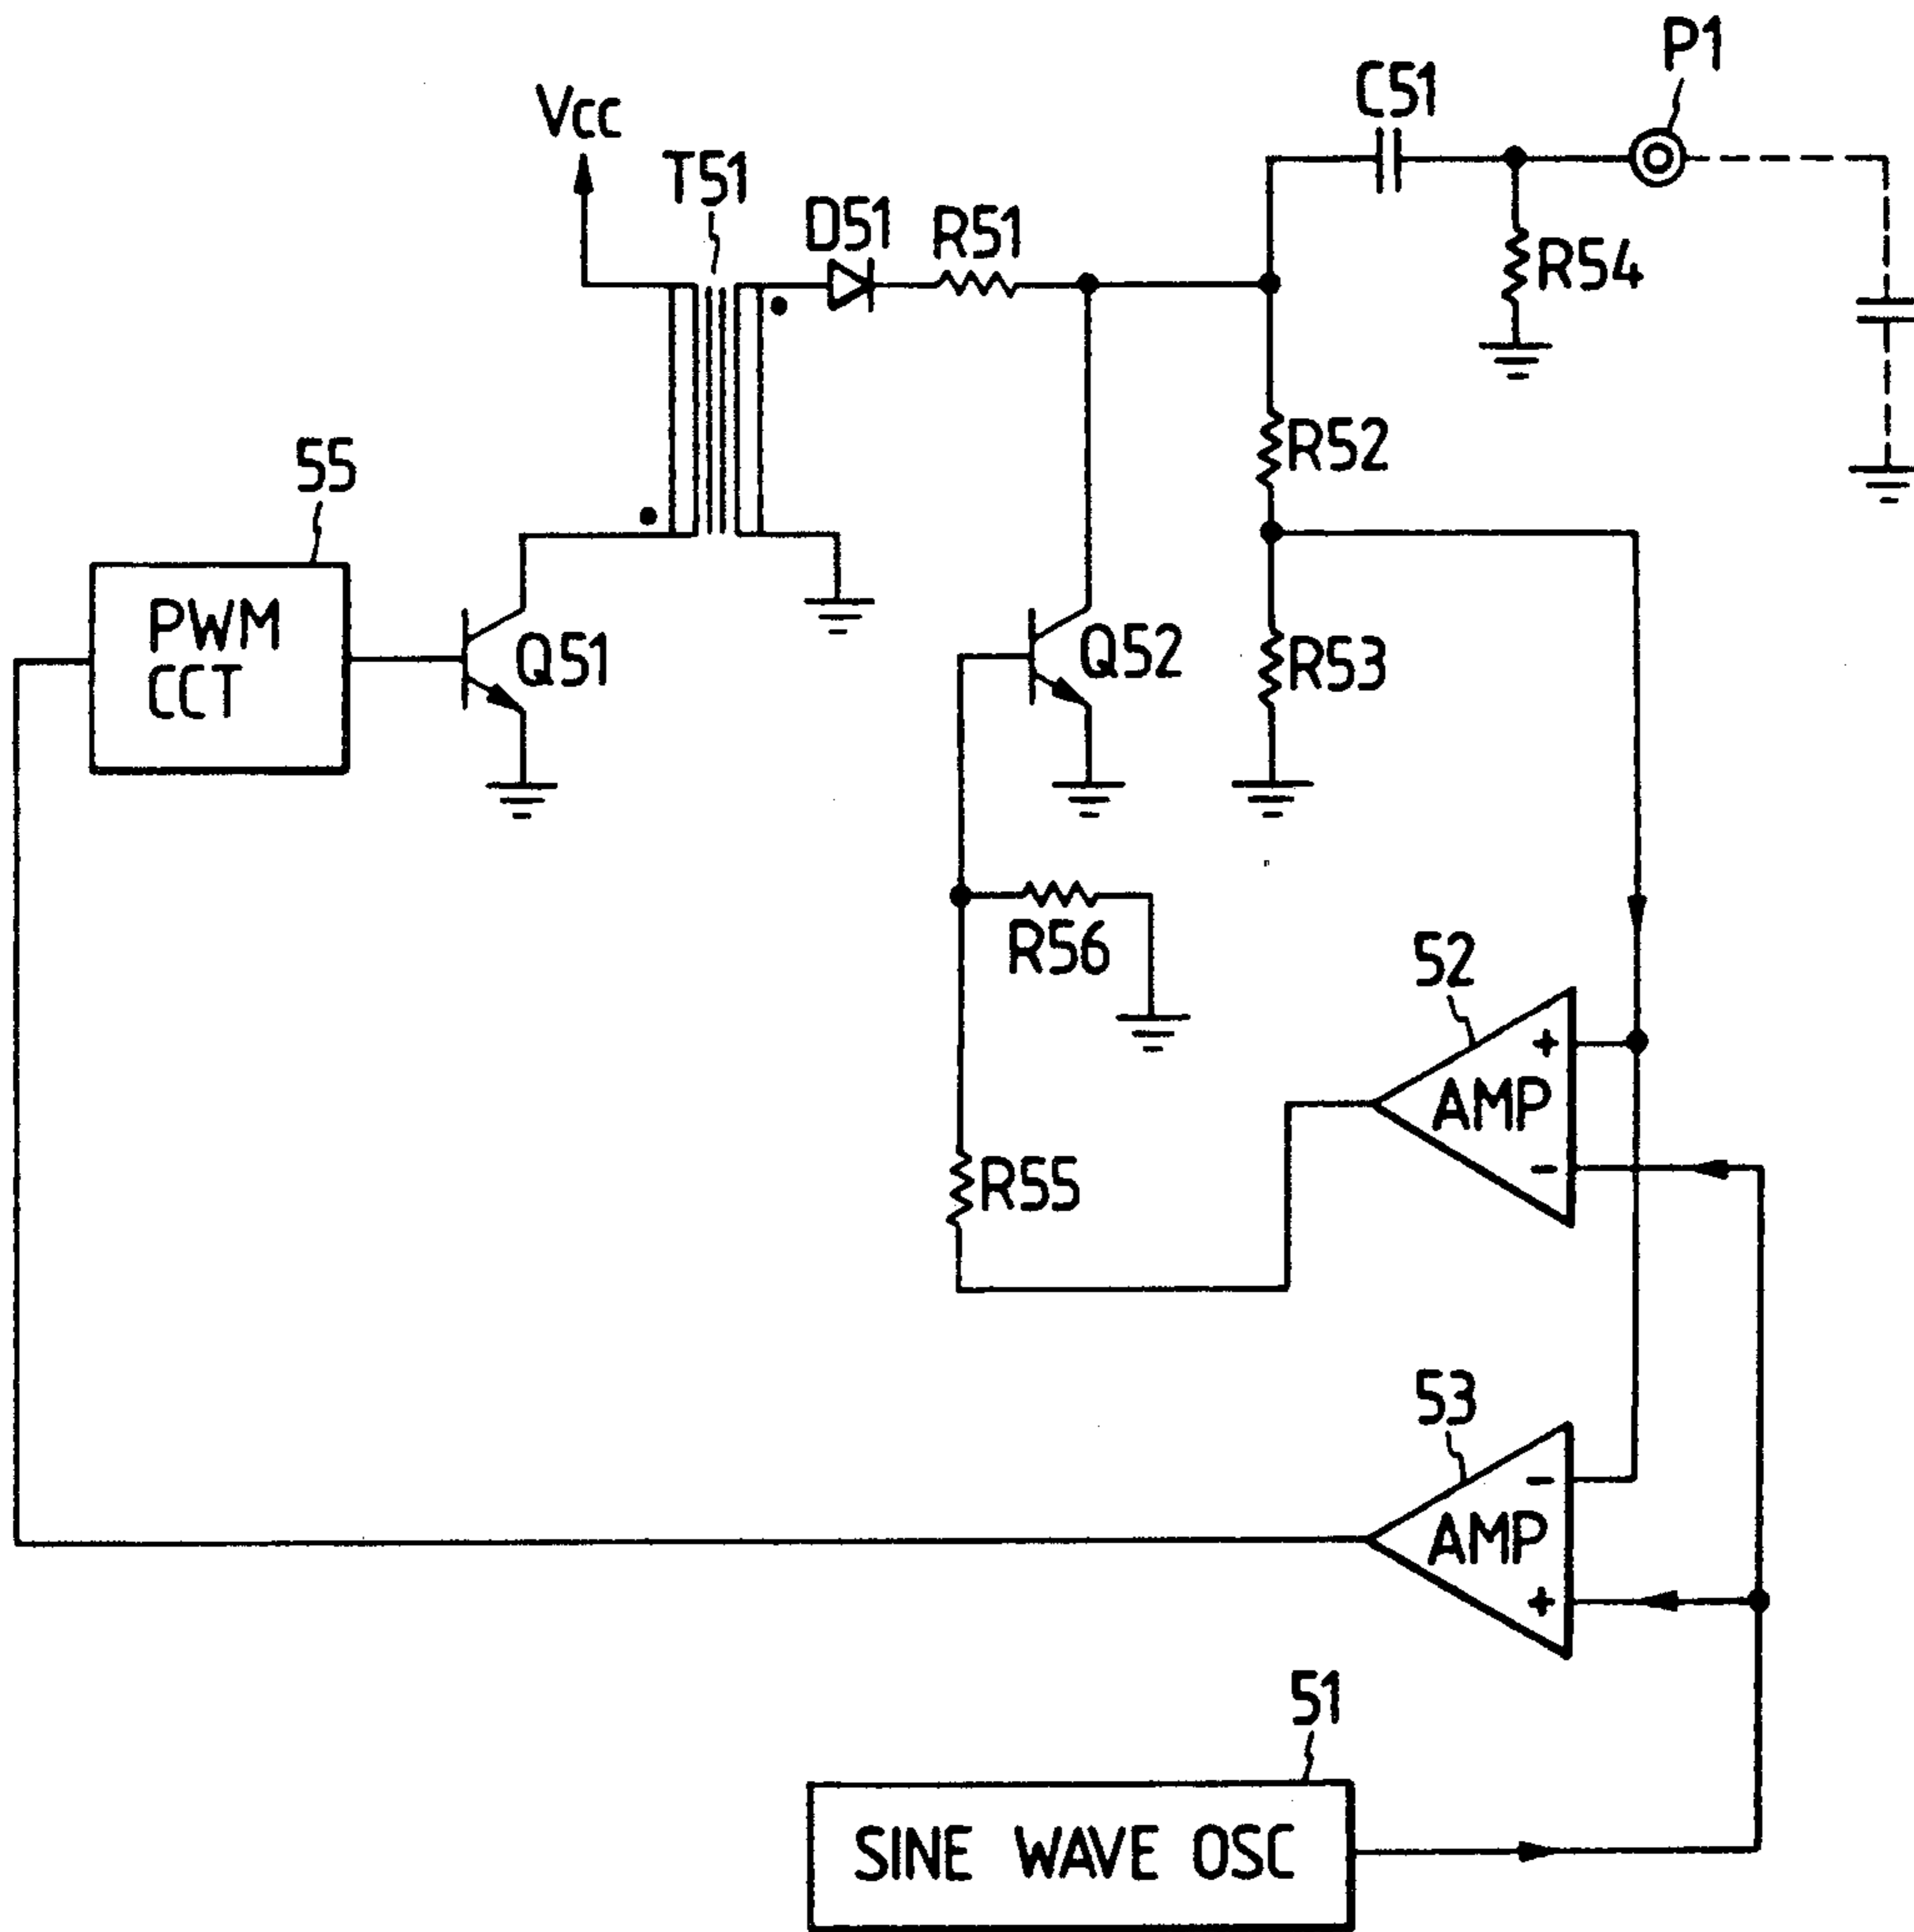 P1
C51
Vcc
T51
D51
R51
R54
R52
55
PWM
CCT
Q51
Q52
R53
R56
52
+
AMP
-
R55
53
-
AMP
+
51
SINE WAVE OSC